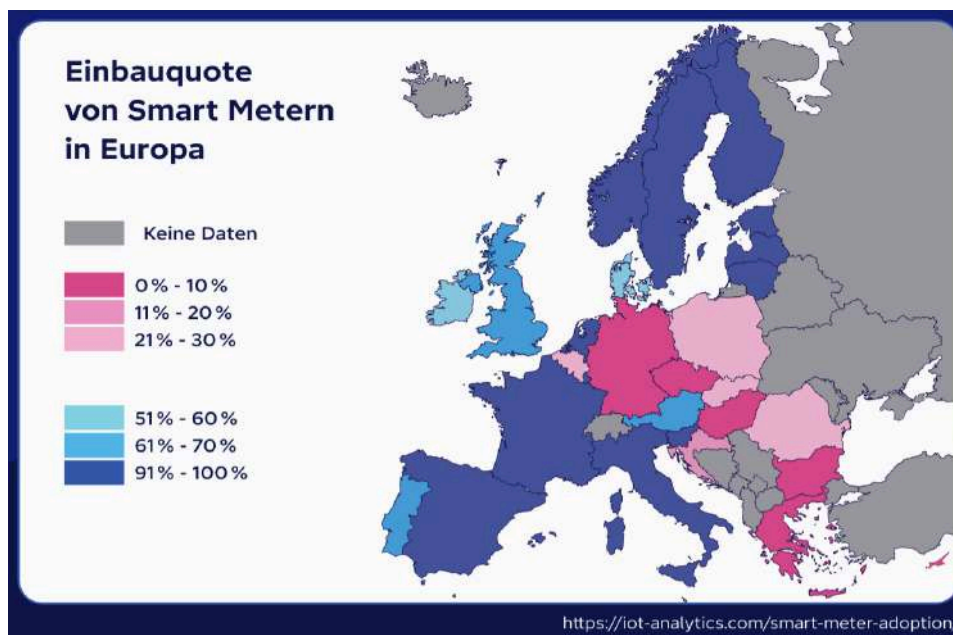 Einbauquote
von Smart Metern
in Europa
Keine Daten
0 % - 10 %
11 % - 20 %
21 % - 30 %
51 % - 60 %
61 % - 70 %
91 % - 100 %
https://iot-analytics.com/smart-meter-adoption/